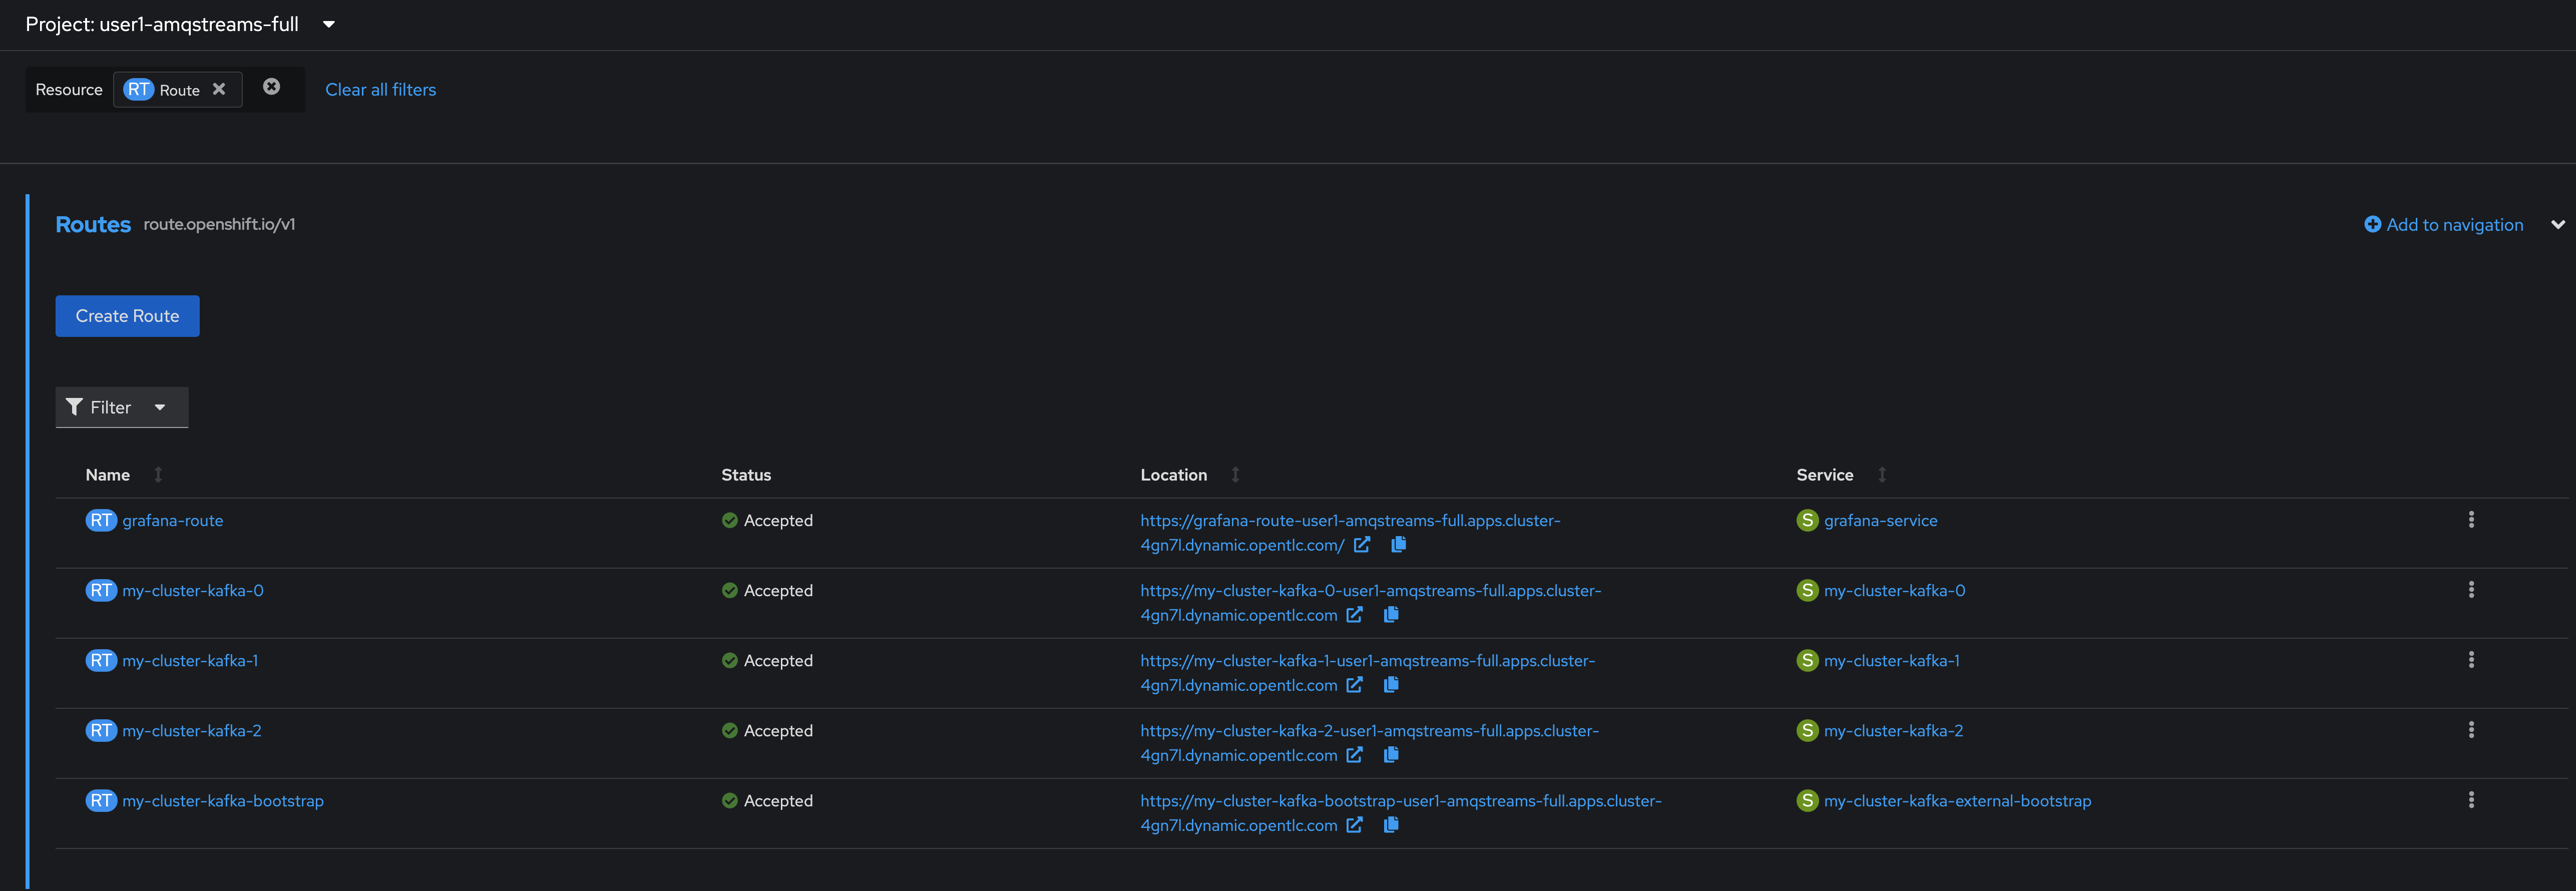 Project: user1-amqstreams-full
Resource RT Route Clear all filters
Routes route.openshift.io/v1 Add to navigation
Create Route
Filter
Name Status Location Service
RT grafana-route Accepted https://grafana-route-user1-amqstreams-full.apps.cluster- S grafana-service
4gn7l.dynamic.opentlc.com/
RT my-cluster-kafka-0 Accepted https://my-cluster-kafka-0-user1-amqstreams-full.apps.cluster- S my-cluster-kafka-0
4gn7l.dynamic.opentlc.com
RT my-cluster-kafka-1 Accepted https://my-cluster-kafka-1-user1-amqstreams-full.apps.cluster- S my-cluster-kafka-1
4gn7l.dynamic.opentlc.com
RT my-cluster-kafka-2 Accepted https://my-cluster-kafka-2-user1-amqstreams-full.apps.cluster- S my-cluster-kafka-2
4gn7l.dynamic.opentlc.com
RT my-cluster-kafka-bootstrap Accepted https://my-cluster-kafka-bootstrap-user1-amqstreams-full.apps.cluster- S my-cluster-kafka-external-bootstrap
4gn7l.dynamic.opentlc.com